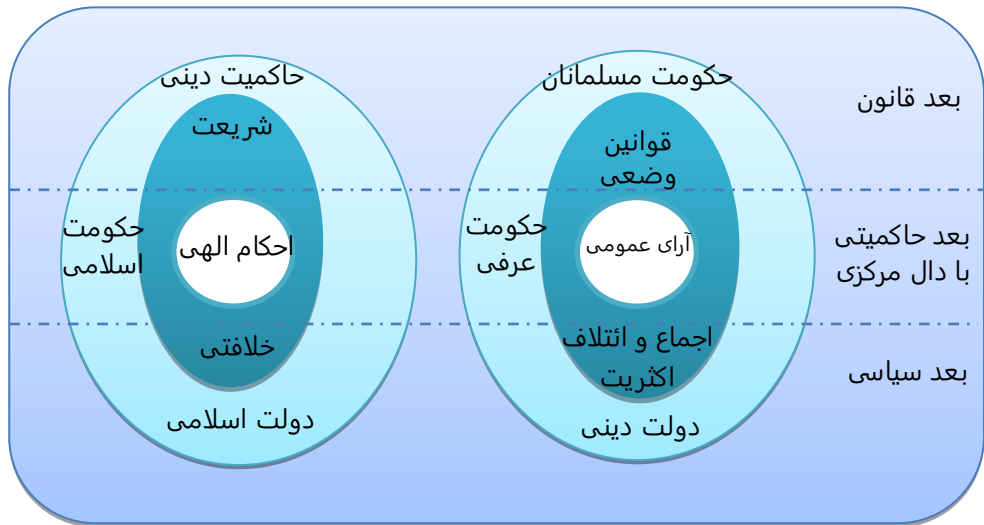 حکومت مسلمانان
حاکمیت دینی
بعد قانون
قوانین
وضعی
شریعت
بعد حاکمیتی
با دال مرکزی
آرای عمومی
حکومت
عرفی
احکام الهی
حکومت
اسلامی
بعد سیاسی
اجماع و ائتلاف
اکثریت
دولت دینی
خلافتی
دولت اسلامی